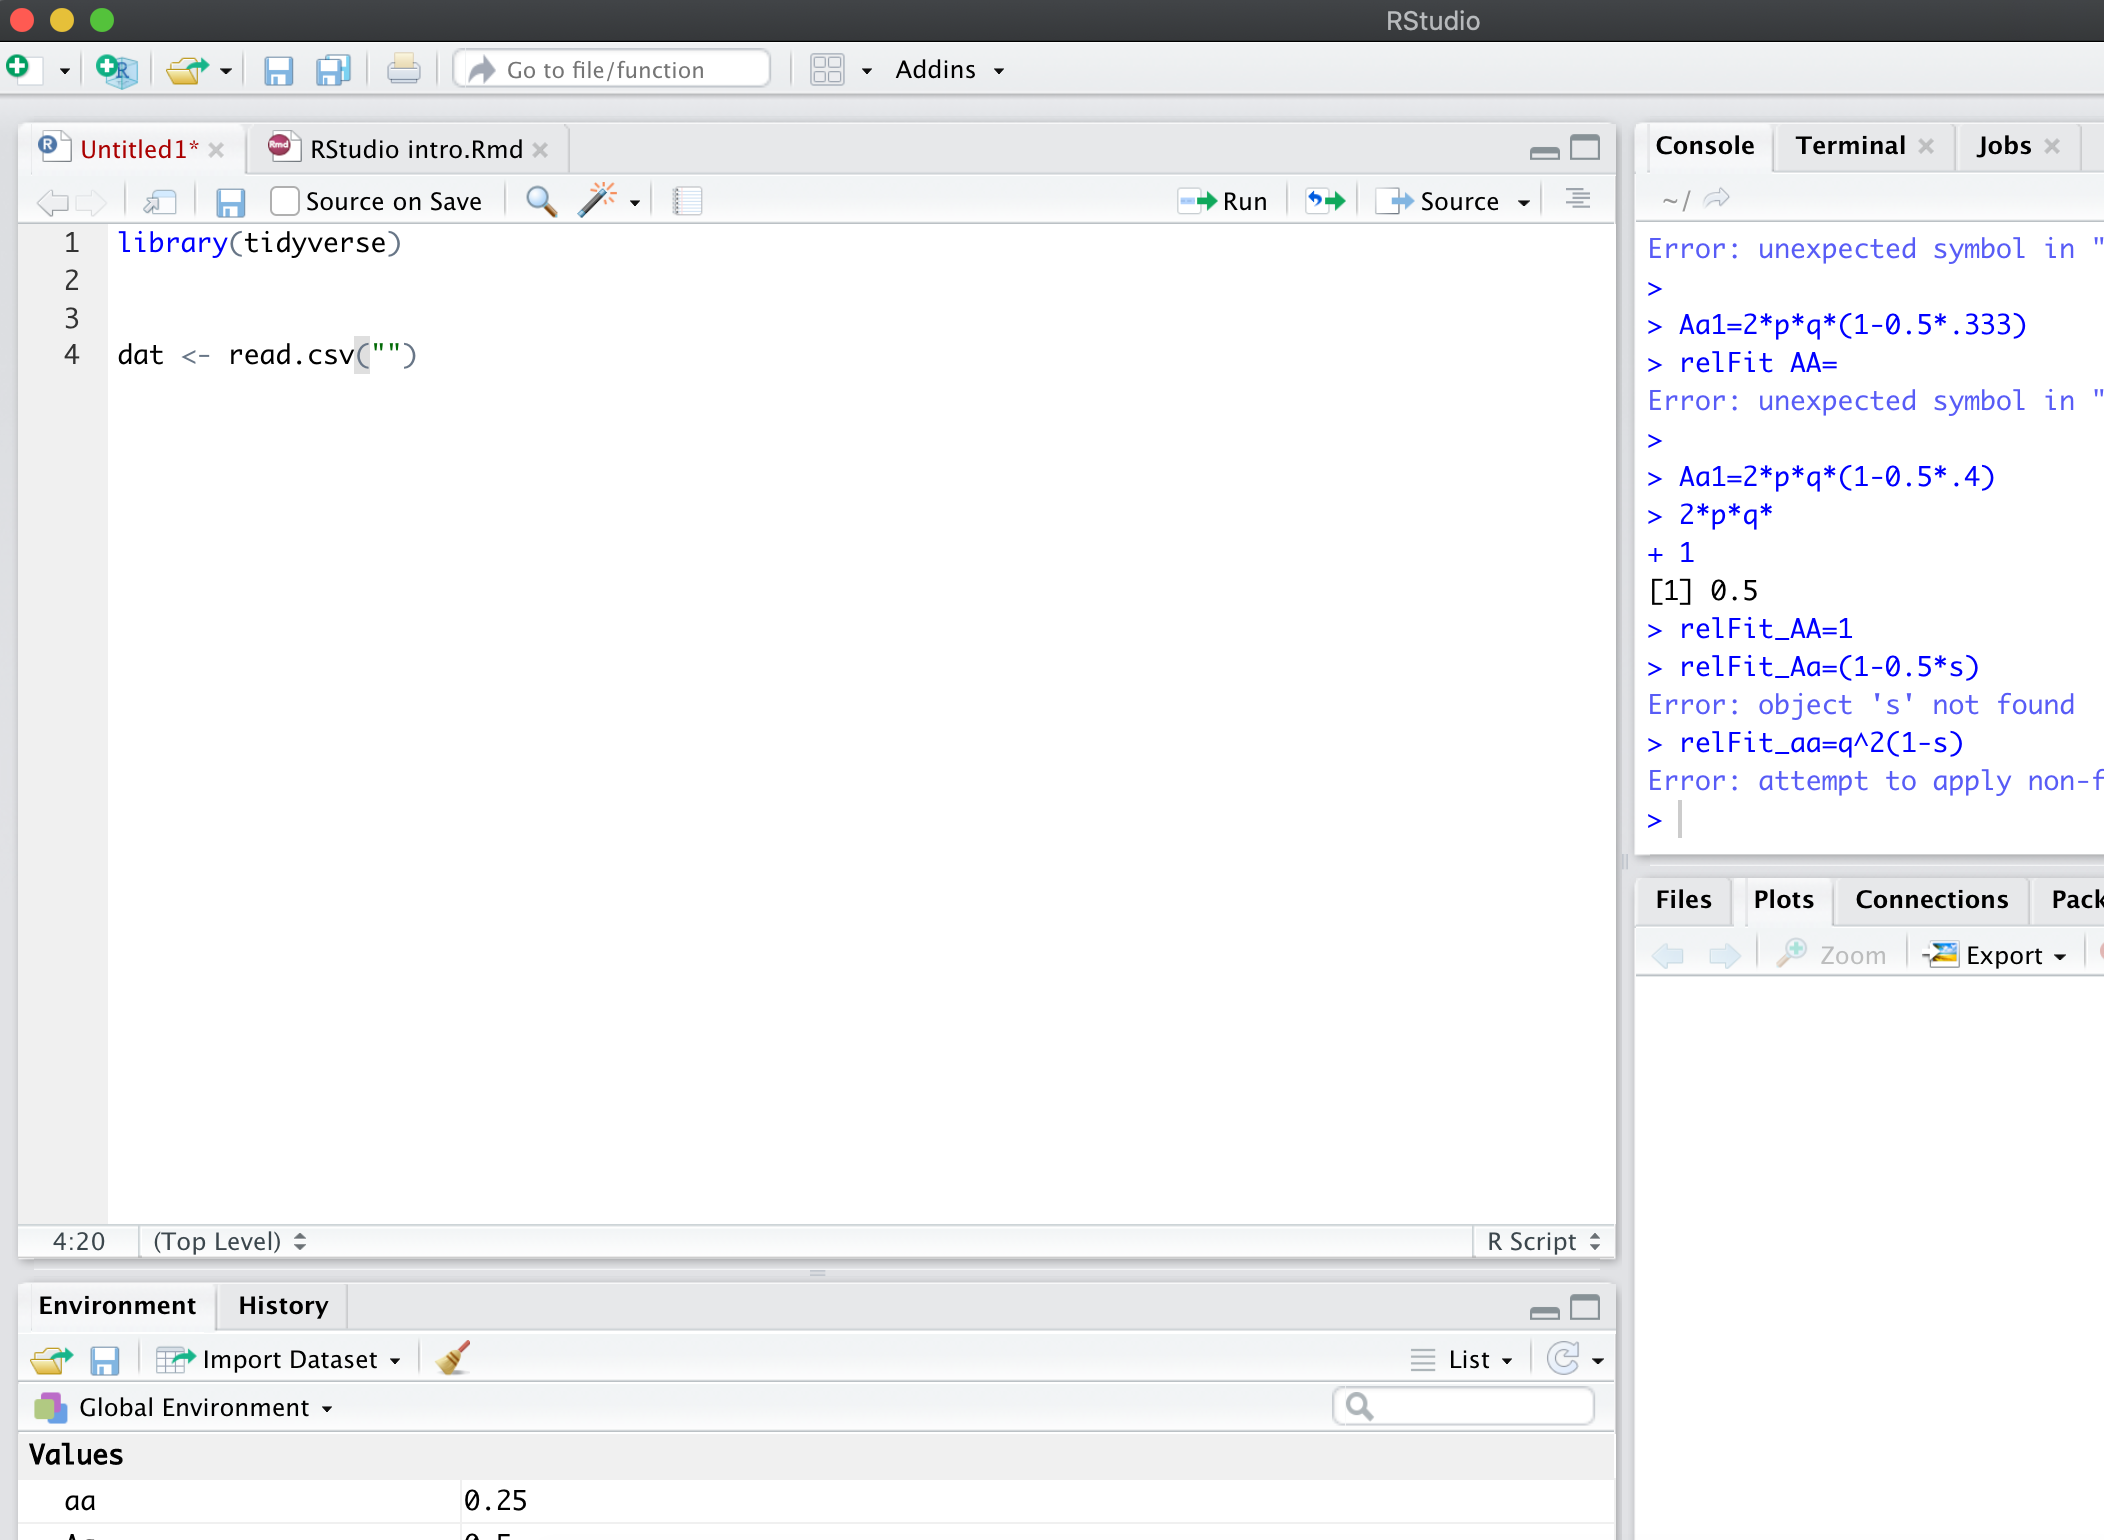 RStudio
Go to file/function
Addins
Untitled1*
RStudio intro.Rmd
Source on Save
Run
Source
1 library(tidyverse)
2
3
4 dat <- read.csv("")
4:20
(Top Level)
R Script
Environment
History
Import Dataset
List
Global Environment
Values
aa 0.25
Console
Terminal
Jobs
~/
Error: unexpected symbol in "
>
> Aa1=2*p*q*(1-0.5*.333)
> relFit AA=
Error: unexpected symbol in "
>
> Aa1=2*p*q*(1-0.5*.4)
> 2*p*q*
+ 1
[1] 0.5
> relFit_AA=1
> relFit_Aa=(1-0.5*s)
Error: object 's' not found
> relFit_aa=q^2(1-s)
Error: attempt to apply non-f
>
Files
Plots
Connections
Pack
Zoom
Export